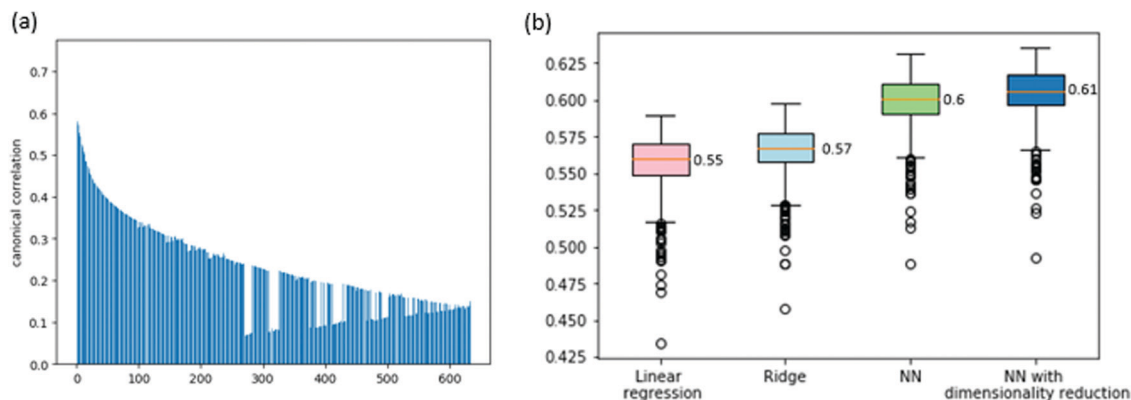 (a)
canonical correlation
0.7
0.6
0.5
0.4
0.3
0.2
0.1
0.0
0 100 200 300 400 500 600
(b)
0.625
0.600
0.575
0.550
0.525
0.500
0.475
0.450
0.425
0.55
0.57
0.6
0.61
Linear regression
Ridge
NN
NN with dimensionality reduction